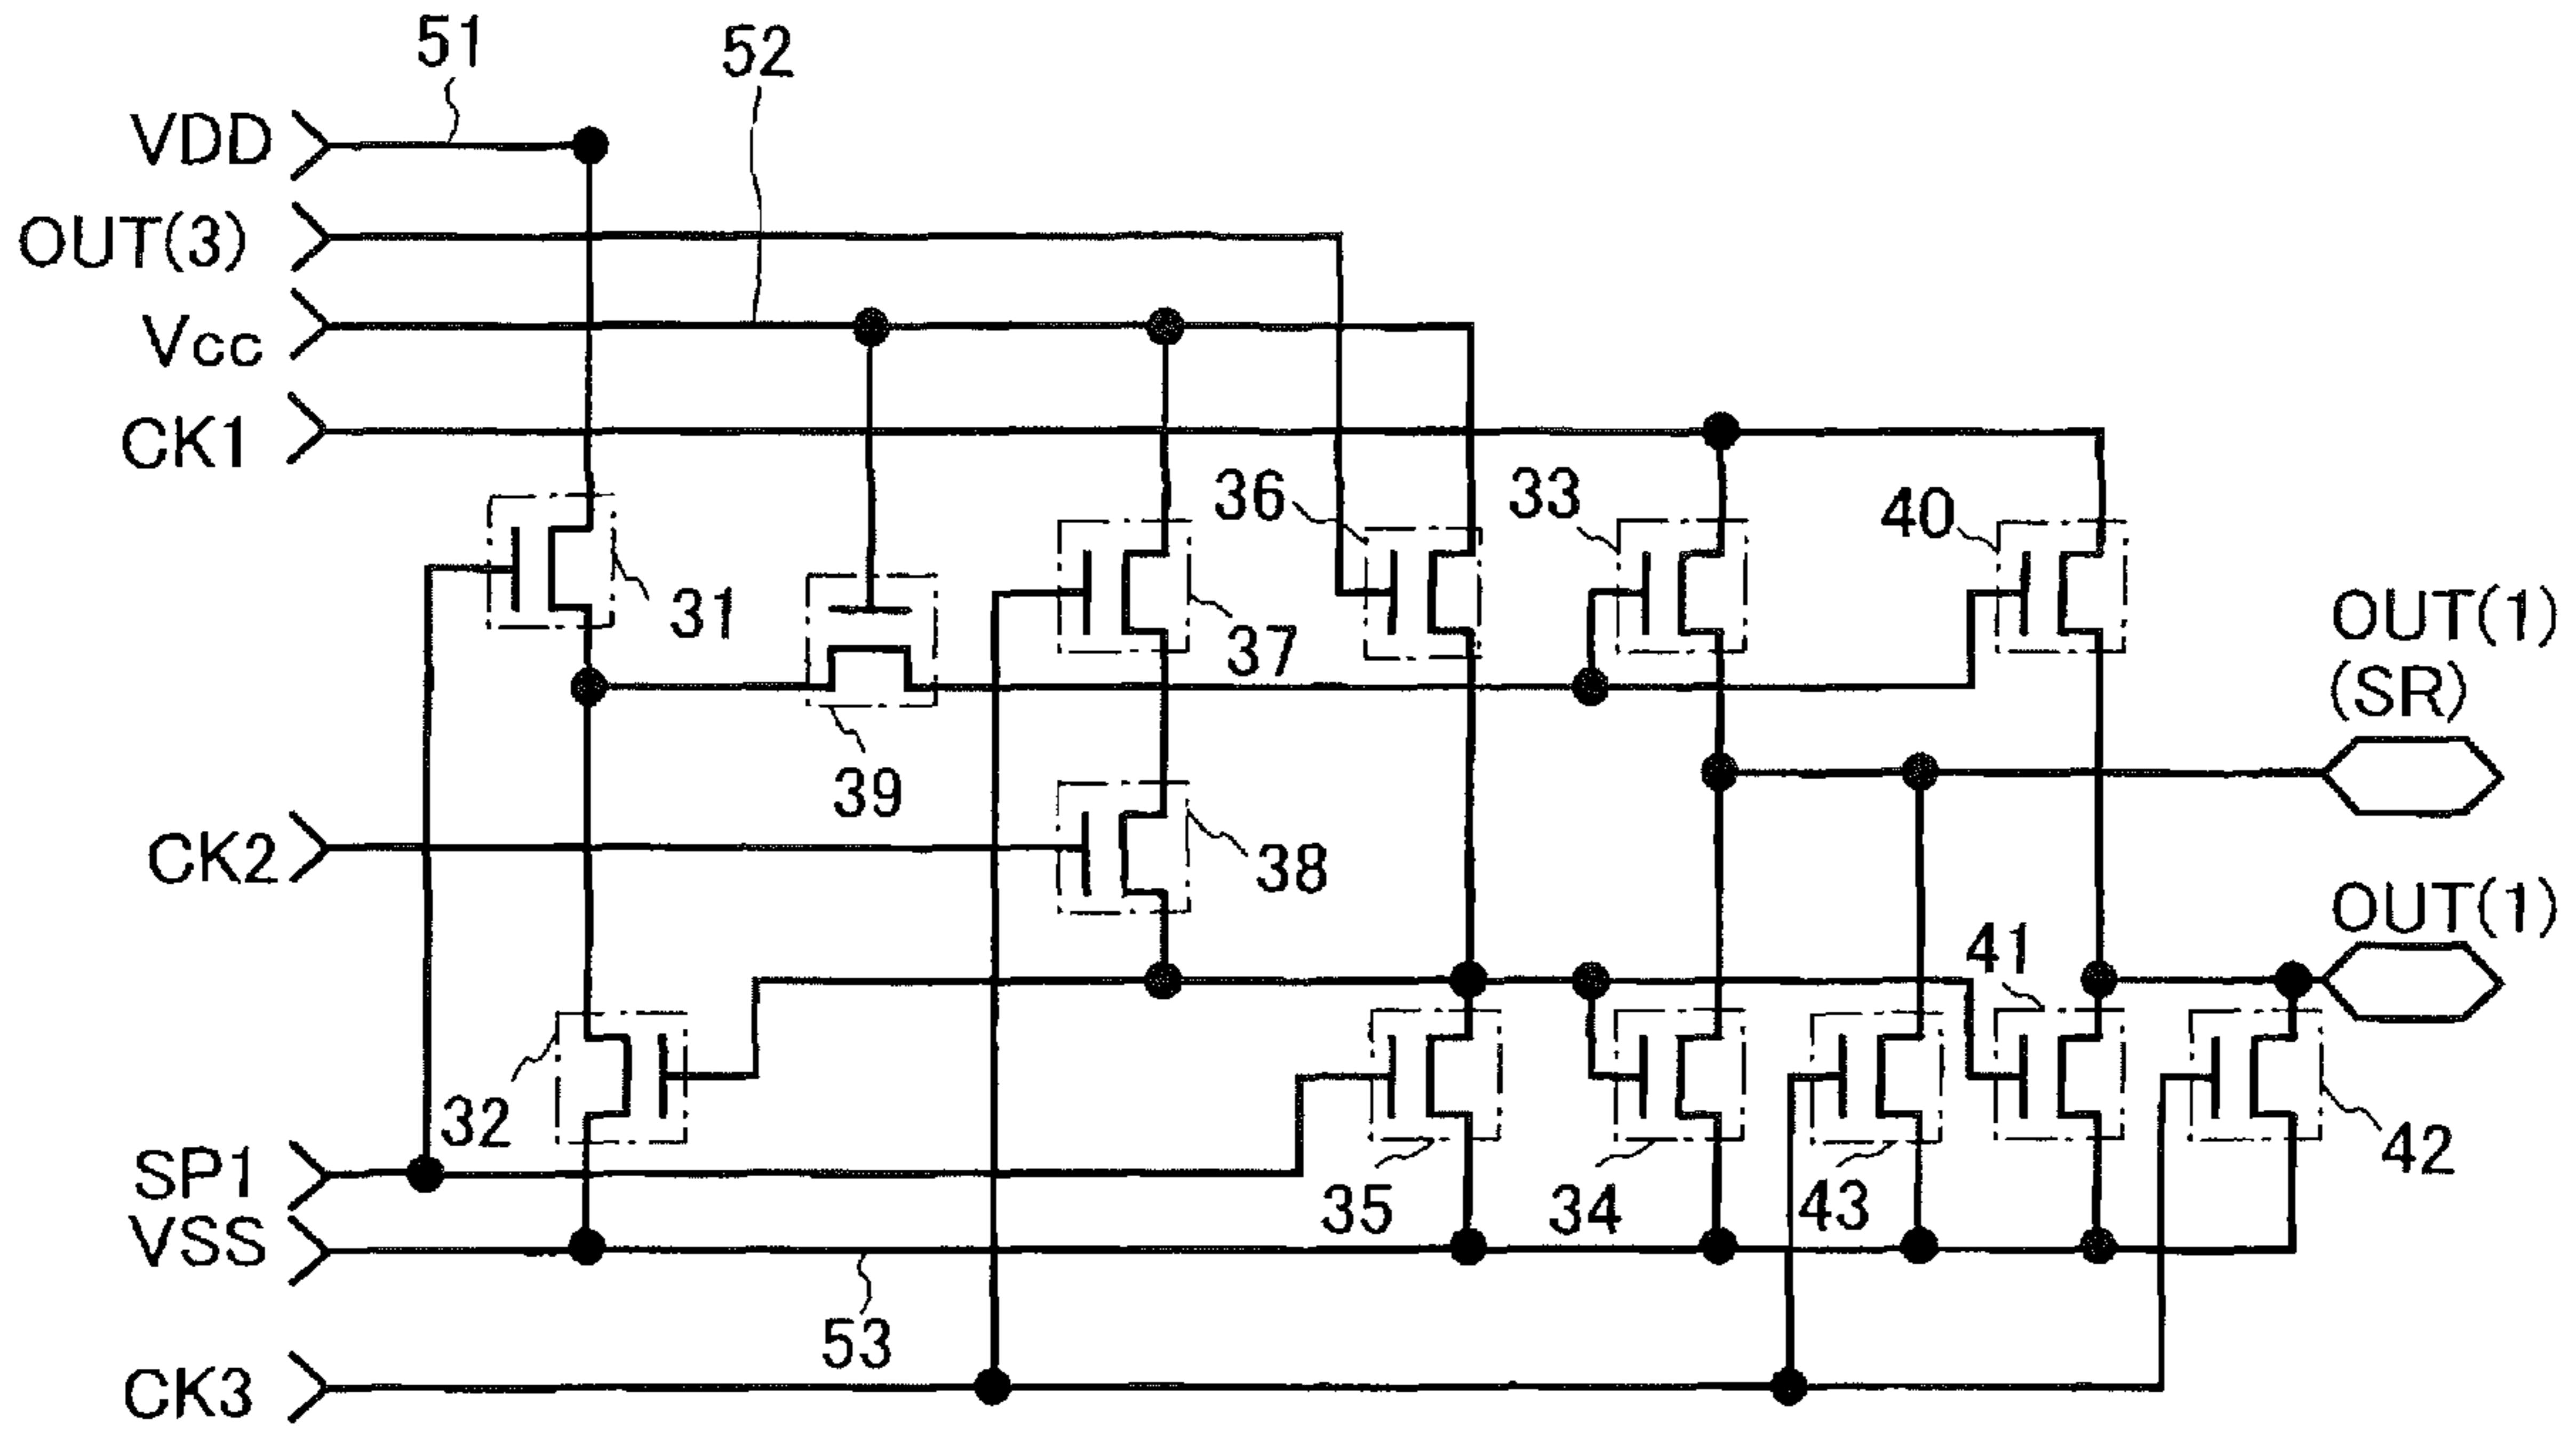 51
52
VDD
OUT(3)
Vcc
CK1
36
33
40
31
37
OUT(1)
(SR)
39
CK2
38
OUT(1)
41
32
SP1
35
34
43
42
VSS
53
CK3